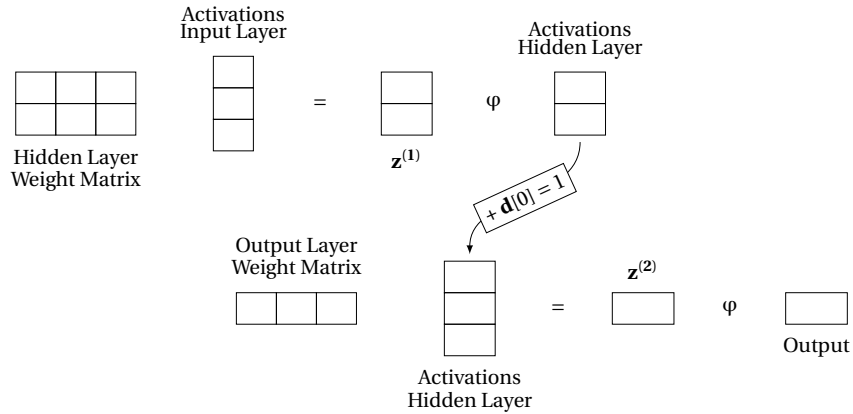 Activations
Input Layer
Activations
Hidden Layer
=
φ
Hidden Layer
Weight Matrix
𝐳⁽¹⁾
+ 𝐝[0] = 1
Output Layer
Weight Matrix
𝐳⁽²⁾
=
φ
Output
Activations
Hidden Layer